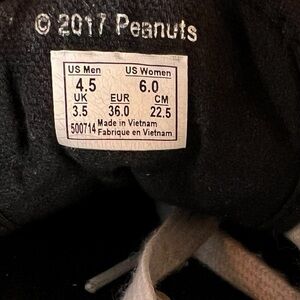 © 2017 Peanuts
US Men US Women
4.5 6.0
UK EUR CM
3.5 36.0 22.5
500714 Made in Vietnam
Fabrique en Vietnam